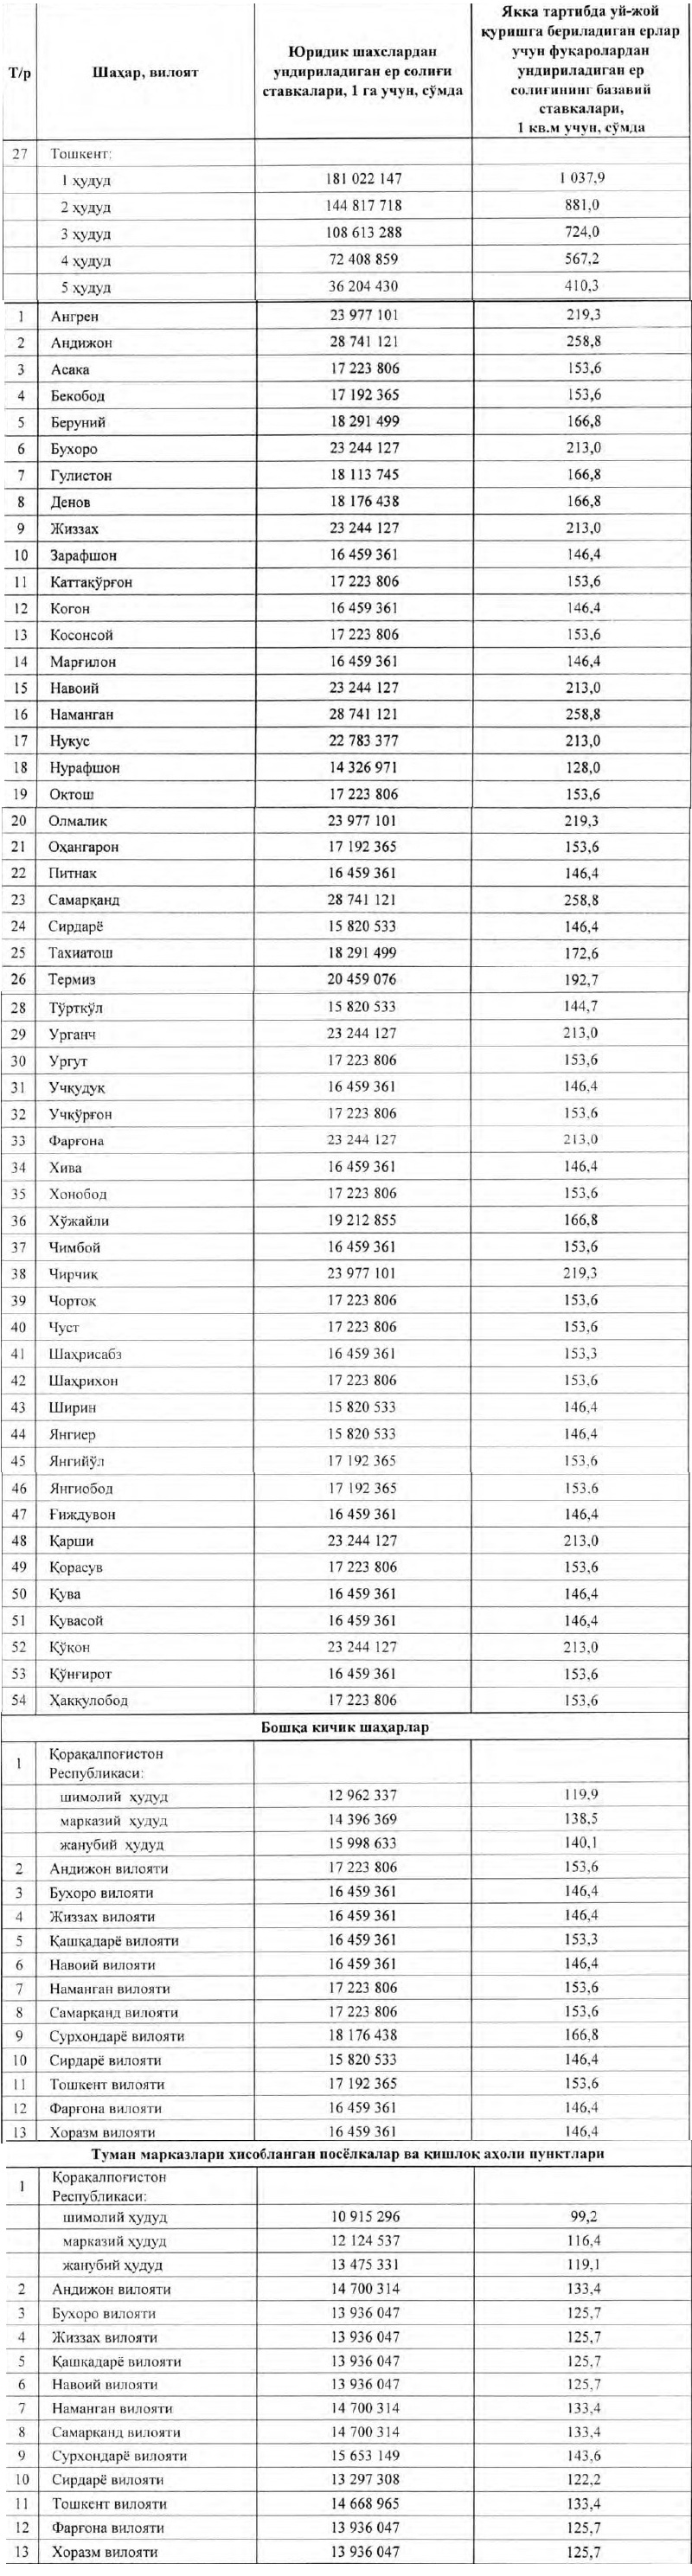 Т/р Шаҳар, вилоят Юридик шахслардан ундириладиган ер солиғи ставкалари, 1 га учун, сўмда Якка тартибда уй-жой қуришга бериладиган ерлар учун фуқаролардан ундириладиган ер солиғининг базавий ставкалари, 1 кв.м учун, сўмда
27 Тошкент:
1 ҳудуд 181 022 147 1 037,9
2 ҳудуд 144 817 718 881,0
3 ҳудуд 108 613 288 724,0
4 ҳудуд 72 408 859 567,2
5 ҳудуд 36 204 430 410,3
1 Ангрен 23 977 101 219,3
2 Андижон 28 741 121 258,8
3 Асака 17 223 806 153,6
4 Бекобод 17 192 365 153,6
5 Беруний 18 291 499 166,8
6 Бухоро 23 244 127 213,0
7 Гулистон 18 113 745 166,8
8 Денов 18 176 438 166,8
9 Жиззах 23 244 127 213,0
10 Зарафшон 16 459 361 146,4
11 Каттақўрғон 17 223 806 153,6
12 Когон 16 459 361 146,4
13 Косонсой 17 223 806 153,6
14 Марғилон 16 459 361 146,4
15 Навоий 23 244 127 213,0
16 Наманган 28 741 121 258,8
17 Нукус 22 783 377 213,0
18 Нурафшон 14 326 971 128,0
19 Оқтош 17 223 806 153,6
20 Олмалиқ 23 977 101 219,3
21 Оҳангарон 17 192 365 153,6
22 Питнак 16 459 361 146,4
23 Самарқанд 28 741 121 258,8
24 Сирдарё 15 820 533 146,4
25 Тахиатош 18 291 499 172,6
26 Термиз 20 459 076 192,7
28 Тўрткўл 15 820 533 144,7
29 Урганч 23 244 127 213,0
30 Ургут 17 223 806 153,6
31 Учқудуқ 16 459 361 146,4
32 Учқўрғон 17 223 806 153,6
33 Фарғона 23 244 127 213,0
34 Хива 16 459 361 146,4
35 Хонобод 17 223 806 153,6
36 Хўжайли 19 212 855 166,8
37 Чимбой 16 459 361 153,6
38 Чирчиқ 23 977 101 219,3
39 Чортоқ 17 223 806 153,6
40 Чуст 17 223 806 153,6
41 Шаҳрисабз 16 459 361 153,3
42 Шаҳрихон 17 223 806 153,6
43 Ширин 15 820 533 146,4
44 Янгиер 15 820 533 146,4
45 Янгийўл 17 192 365 153,6
46 Янгиобод 17 192 365 153,6
47 Ғиждувон 16 459 361 146,4
48 Қарши 23 244 127 213,0
49 Қорасув 17 223 806 153,6
50 Қува 16 459 361 146,4
51 Қувасой 16 459 361 146,4
52 Қўқон 23 244 127 213,0
53 Қўнғирот 16 459 361 153,6
54 Ҳаққулобод 17 223 806 153,6
Бошқа кичик шаҳарлар
1 Қорақалпоғистон
Республикаси:
шимолий ҳудуд 12 962 337 119,9
марказий ҳудуд 14 396 369 138,5
жанубий ҳудуд 15 998 633 140,1
2 Андижон вилояти 17 223 806 153,6
3 Бухоро вилояти 16 459 361 146,4
4 Жиззах вилояти 16 459 361 146,4
5 Қашқадарё вилояти 16 459 361 153,3
6 Навоий вилояти 16 459 361 146,4
7 Наманган вилояти 17 223 806 153,6
8 Самарқанд вилояти 17 223 806 153,6
9 Сурхондарё вилояти 18 176 438 166,8
10 Сирдарё вилояти 15 820 533 146,4
11 Тошкент вилояти 17 192 365 153,6
12 Фарғона вилояти 16 459 361 146,4
13 Хоразм вилояти 16 459 361 146,4
Туман марказлари ҳисобланган посёлкалар ва қишлоқ аҳоли пунктлари
1 Қорақалпоғистон
Республикаси:
шимолий ҳудуд 10 915 296 99,2
марказий ҳудуд 12 124 537 116,4
жанубий ҳудуд 13 475 331 119,1
2 Андижон вилояти 14 700 314 133,4
3 Бухоро вилояти 13 936 047 125,7
4 Жиззах вилояти 13 936 047 125,7
5 Қашқадарё вилояти 13 936 047 125,7
6 Навоий вилояти 13 936 047 125,7
7 Наманган вилояти 14 700 314 133,4
8 Самарқанд вилояти 14 700 314 133,4
9 Сурхондарё вилояти 15 653 149 143,6
10 Сирдарё вилояти 13 297 308 122,2
11 Тошкент вилояти 14 668 965 133,4
12 Фарғона вилояти 13 936 047 125,7
13 Хоразм вилояти 13 936 047 125,7